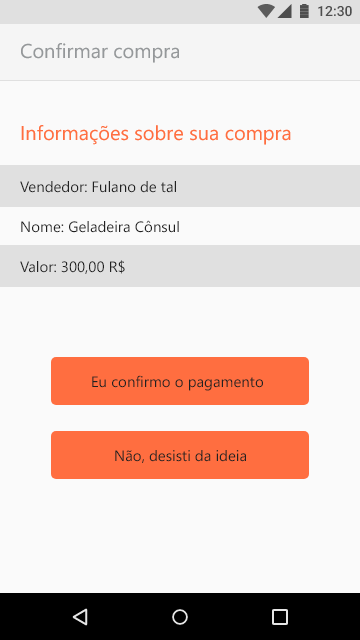 12:30
Confirmar compra
Informações sobre sua compra
Vendedor: Fulano de tal
Nome: Geladeira Cônsul
Valor: 300,00 R$
Eu confirmo o pagamento
Não, desisti da ideia